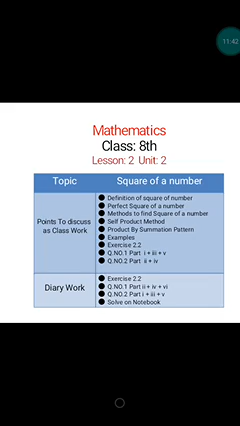 11:42
Mathematics
Class: 8th
Lesson: 2 Unit: 2
Topic
Square of a number
Points To discuss
as Class Work
● Definition of square of number
● Perfect Square of a number
● Methods to find Square of a number
● Self Product Method
● Product By Summation Pattern
● Examples
● Exercise 2.2
● Q.NO.1 Part i + iii + v
● Q.NO.2 Part ii + iv
Diary Work
● Exercise 2.2
● Q.NO.1 Part ii + iv + vi
● Q.NO.2 Part i + iii + v
● Solve on Notebook